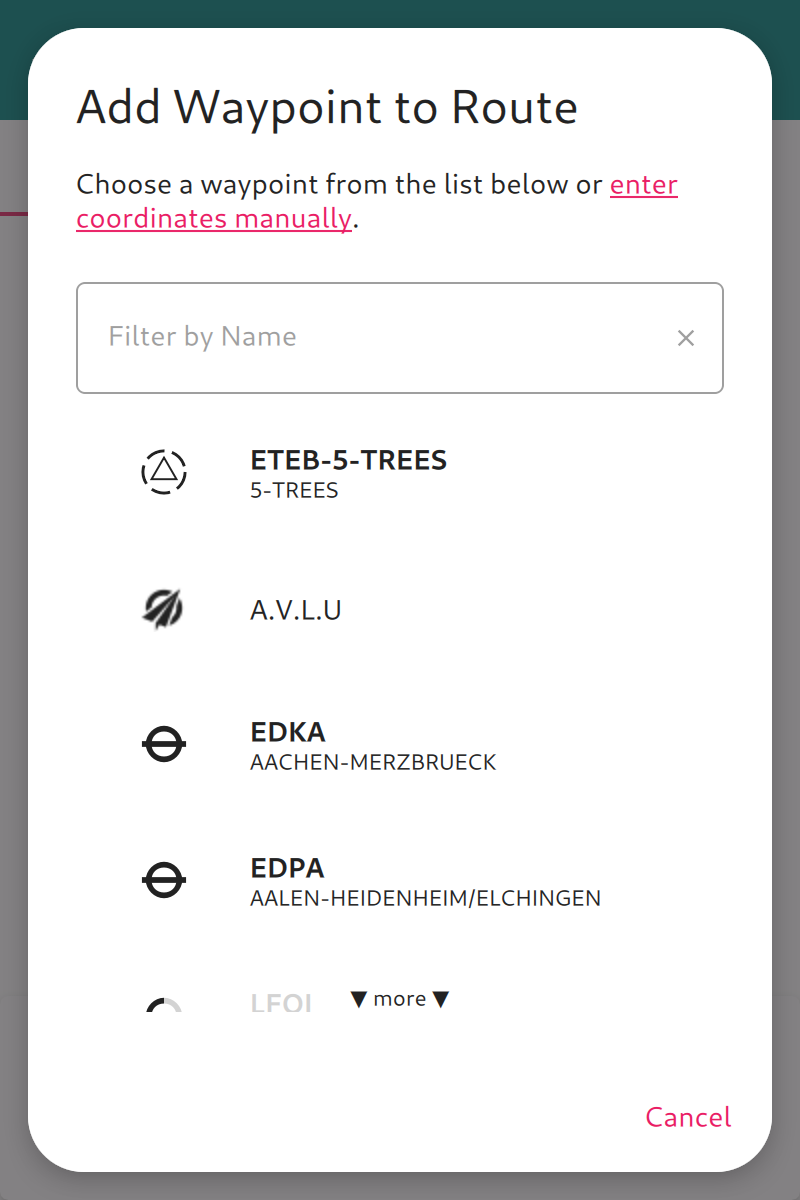 Add Waypoint to Route
Choose a waypoint from the list below or enter
coordinates manually.
Filter by Name
ETEB-5-TREES
5-TREES
A.V.L.U
EDKA
AACHEN-MERZBRUECK
EDPA
AALEN-HEIDENHEIM/ELCHINGEN
▼ more ▼
Cancel